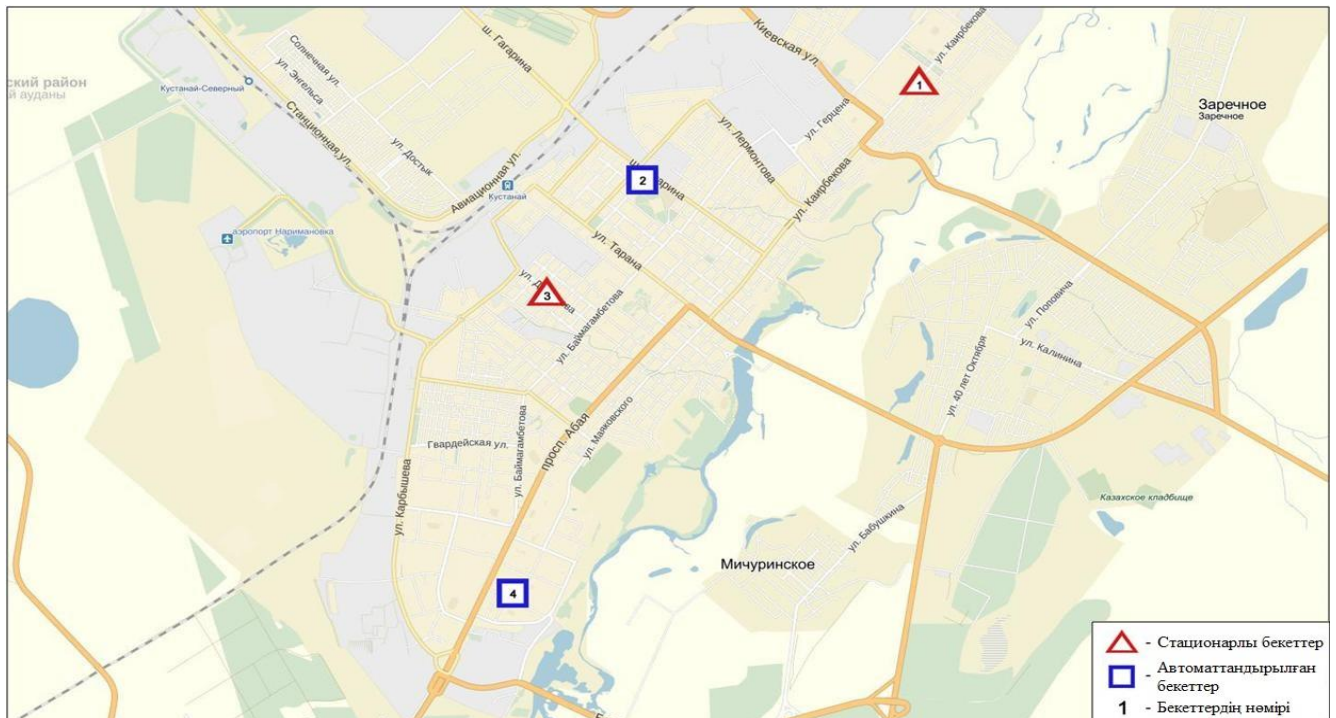 ский район
й ауданы
Кустанай-Северный
Солнечная ул.
ул. Энгельса
Станционная ул.
ул. Достык
ш. Гагарина
Авиационная ул.
Кустанай
аэропорт Наримановка
Киевская ул.
ул. Каирбекова
1
ул. Герцена
Заречное
Заречное
ул. Лермонтова
2
ул. Каирбекова
ул. Тарана
3
ул. Баймагамбетова
ул. Поповича
ул. Калинина
ул. 40 лет Октября
просп. Абая
ул. Маяковского
Гвардейская ул.
ул. Баймагамбетова
ул. Карбышева
Казахское кладбище
ул. Бабушкина
Мичуринское
4
- Стационарлы бекеттер
- Автоматтандырылған
бекеттер
1 - Бекеттердің нөмірі